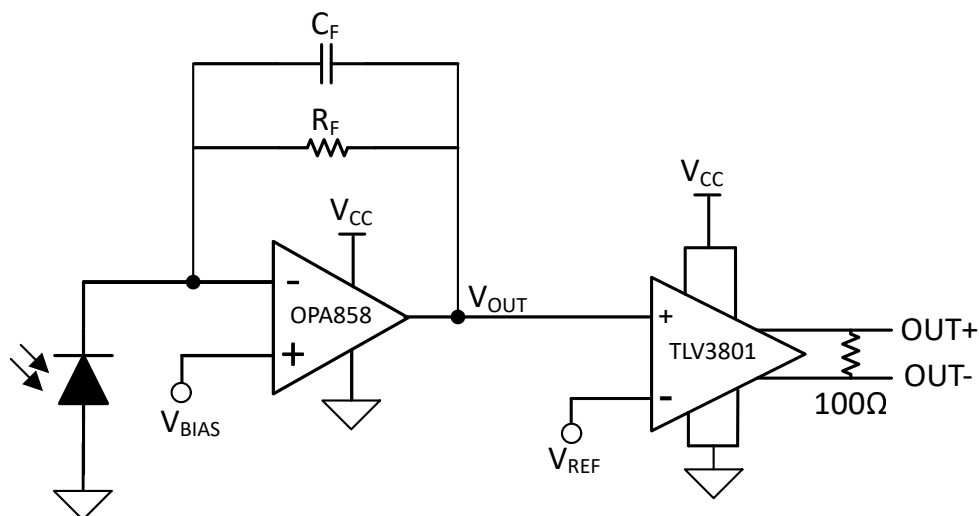 C_F
R_F
V_CC
V_CC
-
OPA858
+
V_OUT
+
TLV3801
-
OUT+
OUT-
100Ω
V_BIAS
V_REF